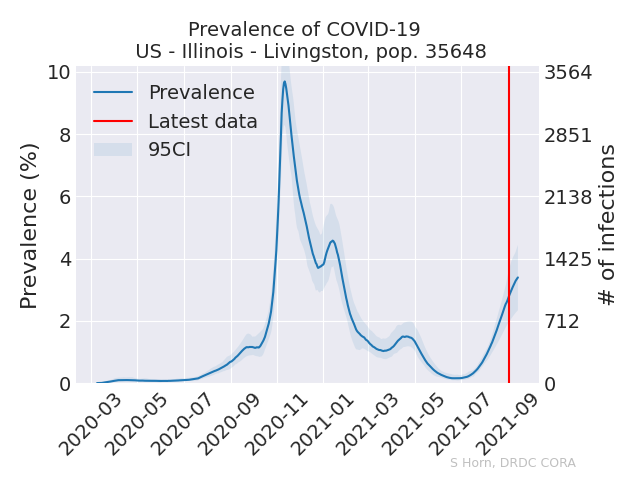 Prevalence of COVID-19
US - Illinois - Livingston, pop. 35648
Prevalence (%)
10
8
6
4
2
0
Prevalence
Latest data
95CI
3564
2851
2138
1425
712
0
# of infections
2020-03
2020-05
2020-07
2020-09
2020-11
2021-01
2021-03
2021-05
2021-07
2021-09
S Horn, DRDC CORA